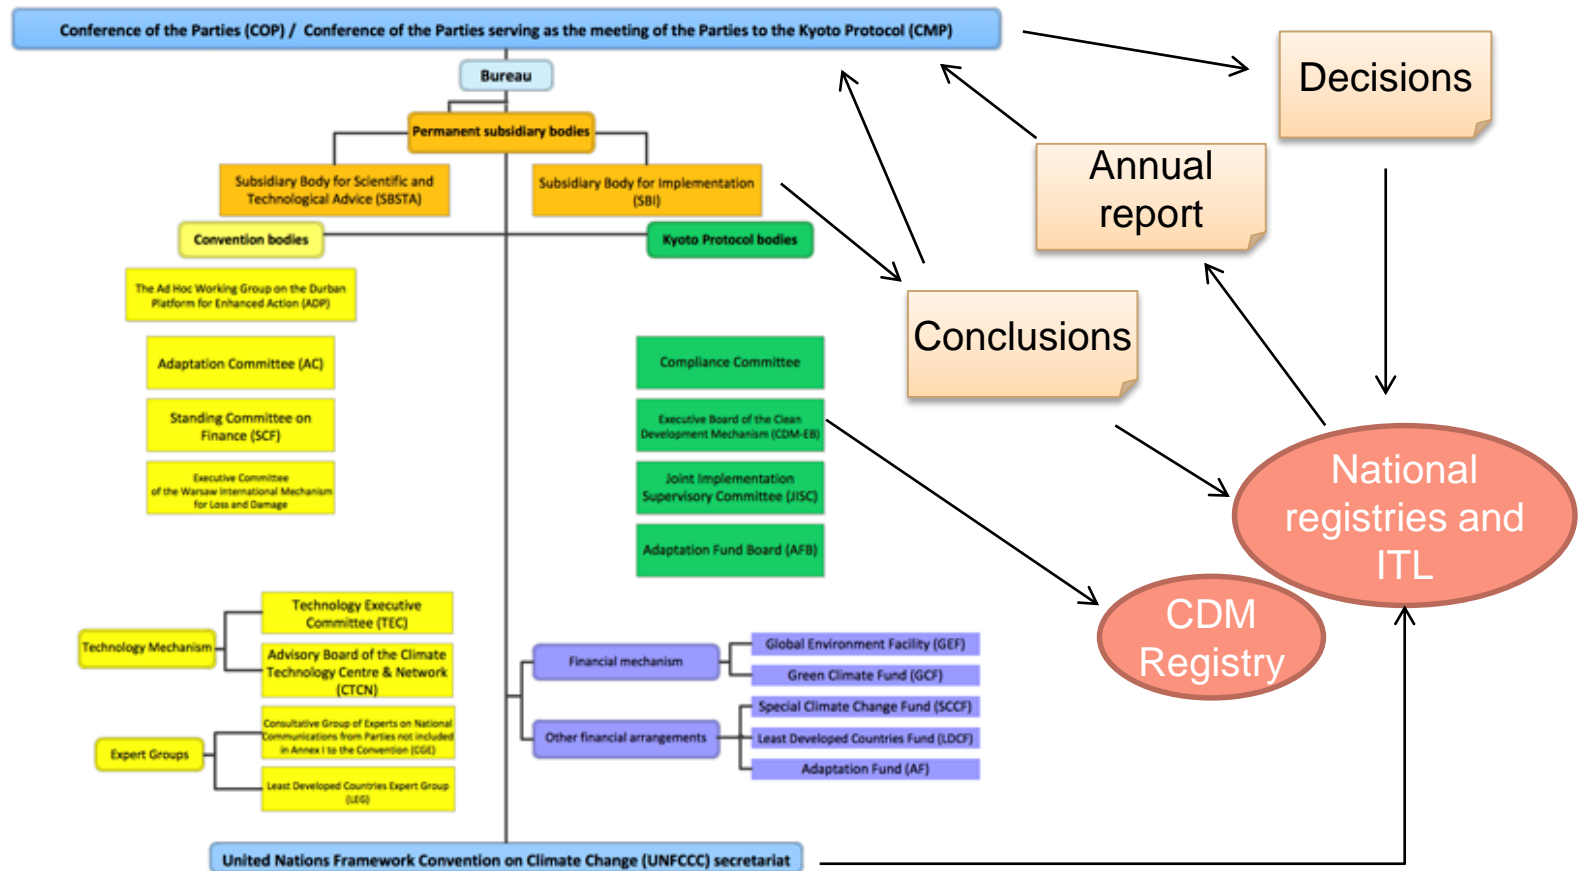 Conference of the Parties (COP) / Conference of the Parties serving as the meeting of the Parties to the Kyoto Protocol (CMP)
Bureau
Permanent subsidiary bodies
Subsidiary Body for Scientific and
Technological Advice (SBSTA)
Subsidiary Body for Implementation
(SBI)
Convention bodies
Kyoto Protocol bodies
The Ad Hoc Working Group on the Durban
Platform for Enhanced Action (ADP)
Adaptation Committee (AC)
Standing Committee on
Finance (SCF)
Executive Committee
of the Warsaw International Mechanism
for Loss and Damage
Compliance Committee
Executive Board of the Clean
Development Mechanism (CDM-EB)
Joint Implementation
Supervisory Committee (JISC)
Adaptation Fund Board (AFB)
Technology Mechanism
Technology Executive
Committee (TEC)
Advisory Board of the Climate
Technology Centre & Network
(CTCN)
Expert Groups
Consultative Group of Experts on National
Communications from Parties not included
in Annex I to the Convention (CGE)
Least Developed Countries Expert Group
(LEG)
Financial mechanism
Global Environment Facility (GEF)
Green Climate Fund (GCF)
Other financial arrangements
Special Climate Change Fund (SCCF)
Least Developed Countries Fund (LDCF)
Adaptation Fund (AF)
United Nations Framework Convention on Climate Change (UNFCCC) secretariat
Decisions
Annual
report
Conclusions
National
registries and
ITL
CDM
Registry